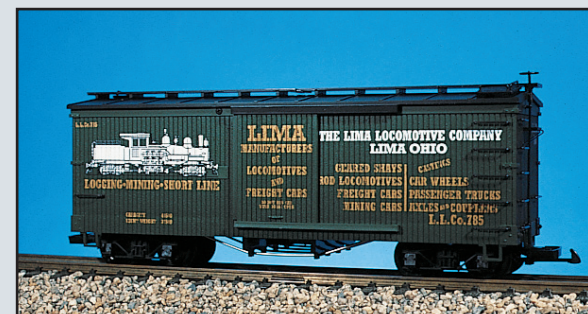 LOGGING-MINING-SHORT LINE
LIMA
MANUFACTURERS
OF
LOCOMOTIVES
AND
FREIGHT CARS
THE LIMA LOCOMOTIVE COMPANY
LIMA OHIO
GEARED SHAYS
ROD LOCOMOTIVES
FREIGHT CARS
MINING CARS
CAR WHEELS
PASSENGER TRUCKS
AXLES & COUPLERS
L.L.Co.785